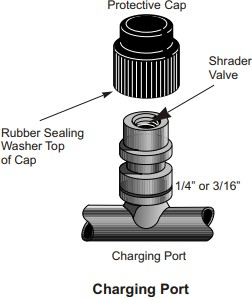 Protective Cap
Shrader
Valve
Rubber Sealing
Washer Top
of Cap
1/4” or 3/16”
Charging Port
Charging Port